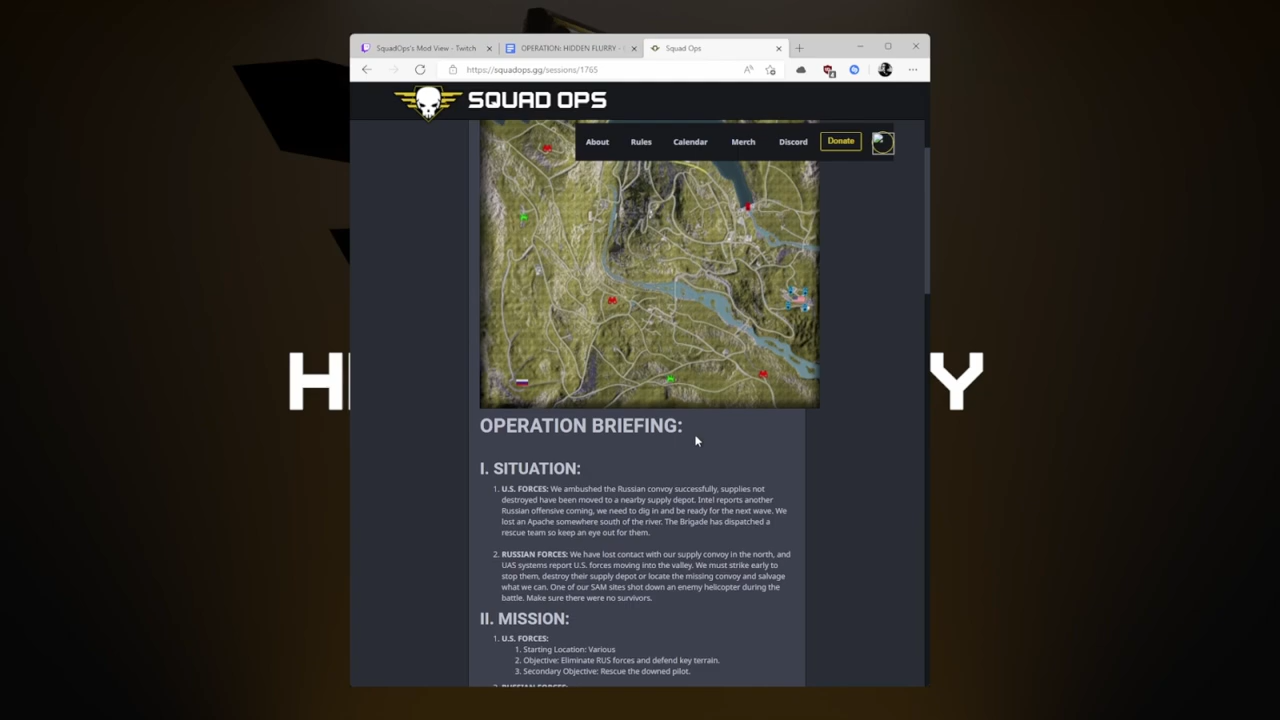 SquadOps's Mod View - Twitch
OPERATION: HIDDEN FLURRY -
Squad Ops
https://squadops.gg/sessions/1765
SQUAD OPS
About Rules Calendar Merch Discord Donate
H Y
OPERATION BRIEFING:
I. SITUATION:
1. U.S. FORCES: We ambushed the Russian convoy successfully, supplies not
destroyed have been moved to a nearby supply depot. Intel reports another
Russian offensive coming, we need to dig in and be ready for the next wave. We
lost an Apache somewhere south of the river. The Brigade has dispatched a
rescue team so keep an eye out for them.
2. RUSSIAN FORCES: We have lost contact with our supply convoy in the north, and
UAS systems report U.S. forces moving into the valley. We must strike early to
stop them, destroy their supply depot or locate the missing convoy and salvage
what we can. One of our SAM sites shot down an enemy helicopter during the
battle. Make sure there were no survivors.
II. MISSION:
1. U.S. FORCES:
1. Starting Location: Various
2. Objective: Eliminate RUS forces and defend key terrain.
3. Secondary Objective: Rescue the downed pilot.
2. RUSSIAN FORCES: